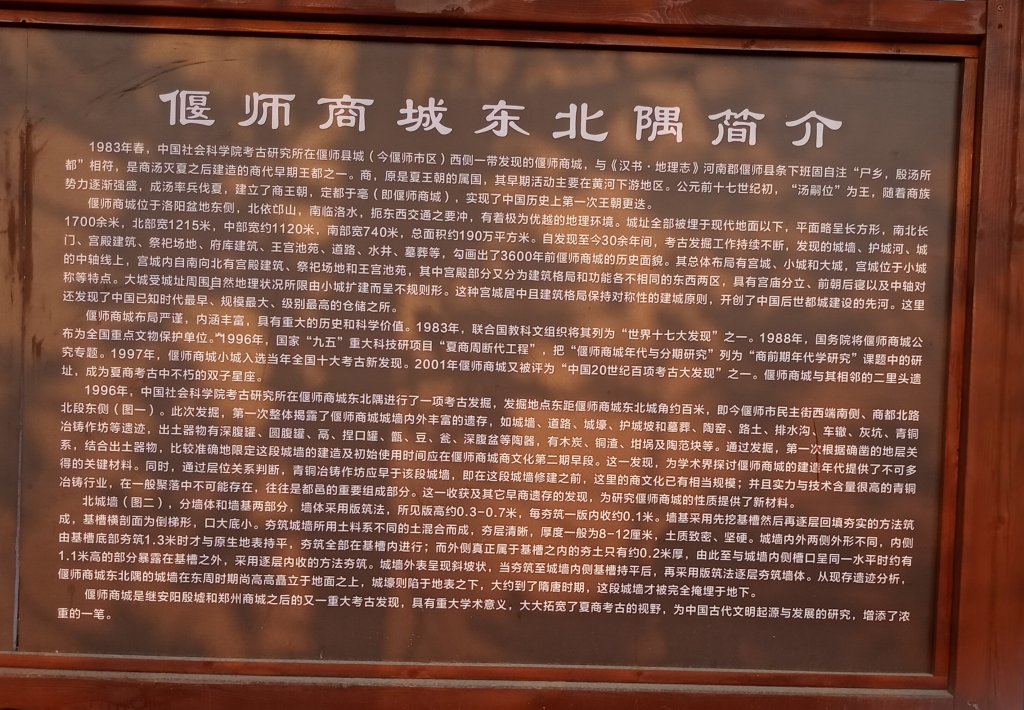 偃师商城东北隅简介
1983年春，中国社会科学院考古研究所在偃师县城（今偃师市区）西侧一带发现的偃师商城，与《汉书·地理志》河南郡偃师县条下班固自注“尸乡，殷汤所
都”相符，是商汤灭夏之后建造的商代早期王都之一。商，原是夏王朝的属国，其早期活动主要在黄河下游地区。公元前十七世纪初，“汤嗣位”为王，随着商族
势力逐渐强盛，成汤率兵伐夏，建立了商王朝，定都于亳（即偃师商城），实现了中国历史上第一次王朝更迭。
偃师商城位于洛阳盆地东侧，北依邙山，南临洛水，扼东西交通之要冲，有着极为优越的地理环境。城址全部被埋于现代地面以下，平面略呈长方形，南北长
1700余米，北部宽1215米，中部宽约1120米，南部宽740米，总面积约190万平方米。自发现至今30余年间，考古发掘工作持续不断，发现的城墙、护城河、城
门、宫殿建筑、祭祀场地、府库建筑、王宫池苑、道路、水井、墓葬等，勾画出了3600年前偃师商城的历史面貌。其总体布局有宫城、小城和大城，宫城位于小城
的中轴线上，宫城内自南向北有宫殿建筑、祭祀场地和王宫池苑，其中宫殿部分又分为建筑格局和功能各不相同的东西两区，具有宫庙分立、前朝后寝以及中轴对
称等特点。大城受城址周围自然地理状况所限由小城扩建而呈不规则形。这种宫城居中且建筑格局保持对称性的建城原则，开创了中国后世都城建设的先河。这里
还发现了中国已知时代最早、规模最大、级别最高的仓储之所。
偃师商城布局严谨，内涵丰富，具有重大的历史和科学价值。1983年，联合国教科文组织将其列为“世界十七大发现”之一。1988年，国务院将偃师商城公
布为全国重点文物保护单位。1996年，国家“九五”重大科技研项目“夏商周断代工程”，把“偃师商城年代与分期研究”列为“商前期年代学研究”课题中的研
究专题。1997年，偃师商城小城入选当年全国十大考古新发现。2001年偃师商城又被评为“中国20世纪百项考古大发现”之一。偃师商城与其相邻的二里头遗
址，成为夏商考古中不朽的双子星座。
1996年，中国社会科学院考古研究所在偃师商城东北隅进行了一项考古发掘，发掘地点东距偃师商城东北城角约百米，即今偃师市民主街西端南侧、商都北路
北段东侧（图一）。此次发掘，第一次整体揭露了偃师商城城墙内外丰富的遗存，如城墙、道路、城壕、护城坡和墓葬、陶窑、路土、排水沟、车辙、灰坑、青铜
冶铸作坊等遗迹，出土器物有深腹罐、圆腹罐、鬲、捏口罐、甑、豆、瓮、深腹盆等陶器，有木炭、铜渣、坩埚及陶范块等。通过发掘，第一次根据确凿的地层关
系，结合出土器物，比较准确地限定这段城墙的建造及初始使用时间应在偃师商城商文化第二期早段。这一发现，为学术界探讨偃师商城的建造年代提供了不可多
得的关键材料。同时，通过层位关系判断，青铜冶铸作坊应早于该段城墙，即在这段城墙修建之前，这里的商文化已有相当规模；并且实力与技术含量很高的青铜
冶铸行业，在一般聚落中不可能存在，往往是都邑的重要组成部分。这一收获及其它早商遗存的发现，为研究偃师商城的性质提供了新材料。
北城墙（图二），分墙体和墙基两部分，墙体采用版筑法，所见版高约0.3-0.7米，每夯筑一版内收约0.1米。墙基采用先挖基槽然后再逐层回填夯实的方法筑
成，基槽横剖面为倒梯形，口大底小。夯筑城墙所用土料系不同的土混合而成，夯层清晰，厚度一般为8-12厘米，土质致密、坚硬。城墙内外两侧外形不同，内侧
由基槽底部夯筑1.3米时才与原生地表持平，夯筑全部在基槽内进行；而外侧真正属于基槽之内的夯土只有约0.2米厚，由此至与城墙内侧槽口呈同一水平时约有
1.1米高的部分暴露在基槽之外，采用逐层内收的方法夯筑。城墙外表呈现斜坡状，当夯筑至城墙内侧基槽持平后，再采用版筑法逐层夯筑墙体。从现存遗迹分析，
偃师商城东北隅的城墙在东周时期尚高高矗立于地面之上，城壕则陷于地表之下，大约到了隋唐时期，这段城墙才被完全掩埋于地下。
偃师商城是继安阳殷墟和郑州商城之后的又一重大考古发现，具有重大学术意义，大大拓宽了夏商考古的视野，为中国古代文明起源与发展的研究，增添了浓
重的一笔。